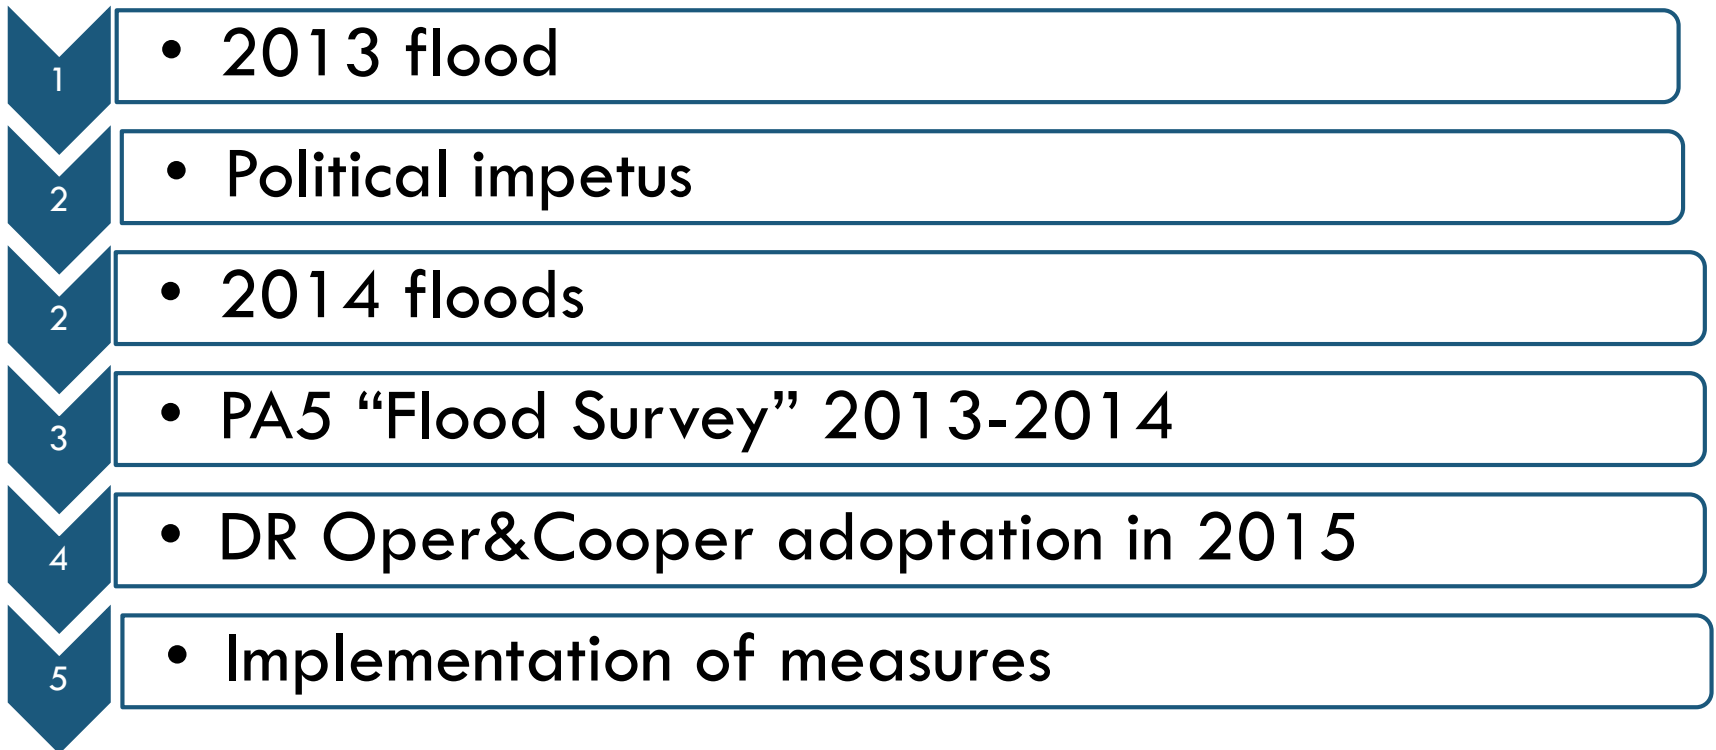 1 • 2013 flood
2 • Political impetus
2 • 2014 floods
3 • PA5 “Flood Survey” 2013-2014
4 • DR Oper&Cooper adoptation in 2015
5 • Implementation of measures